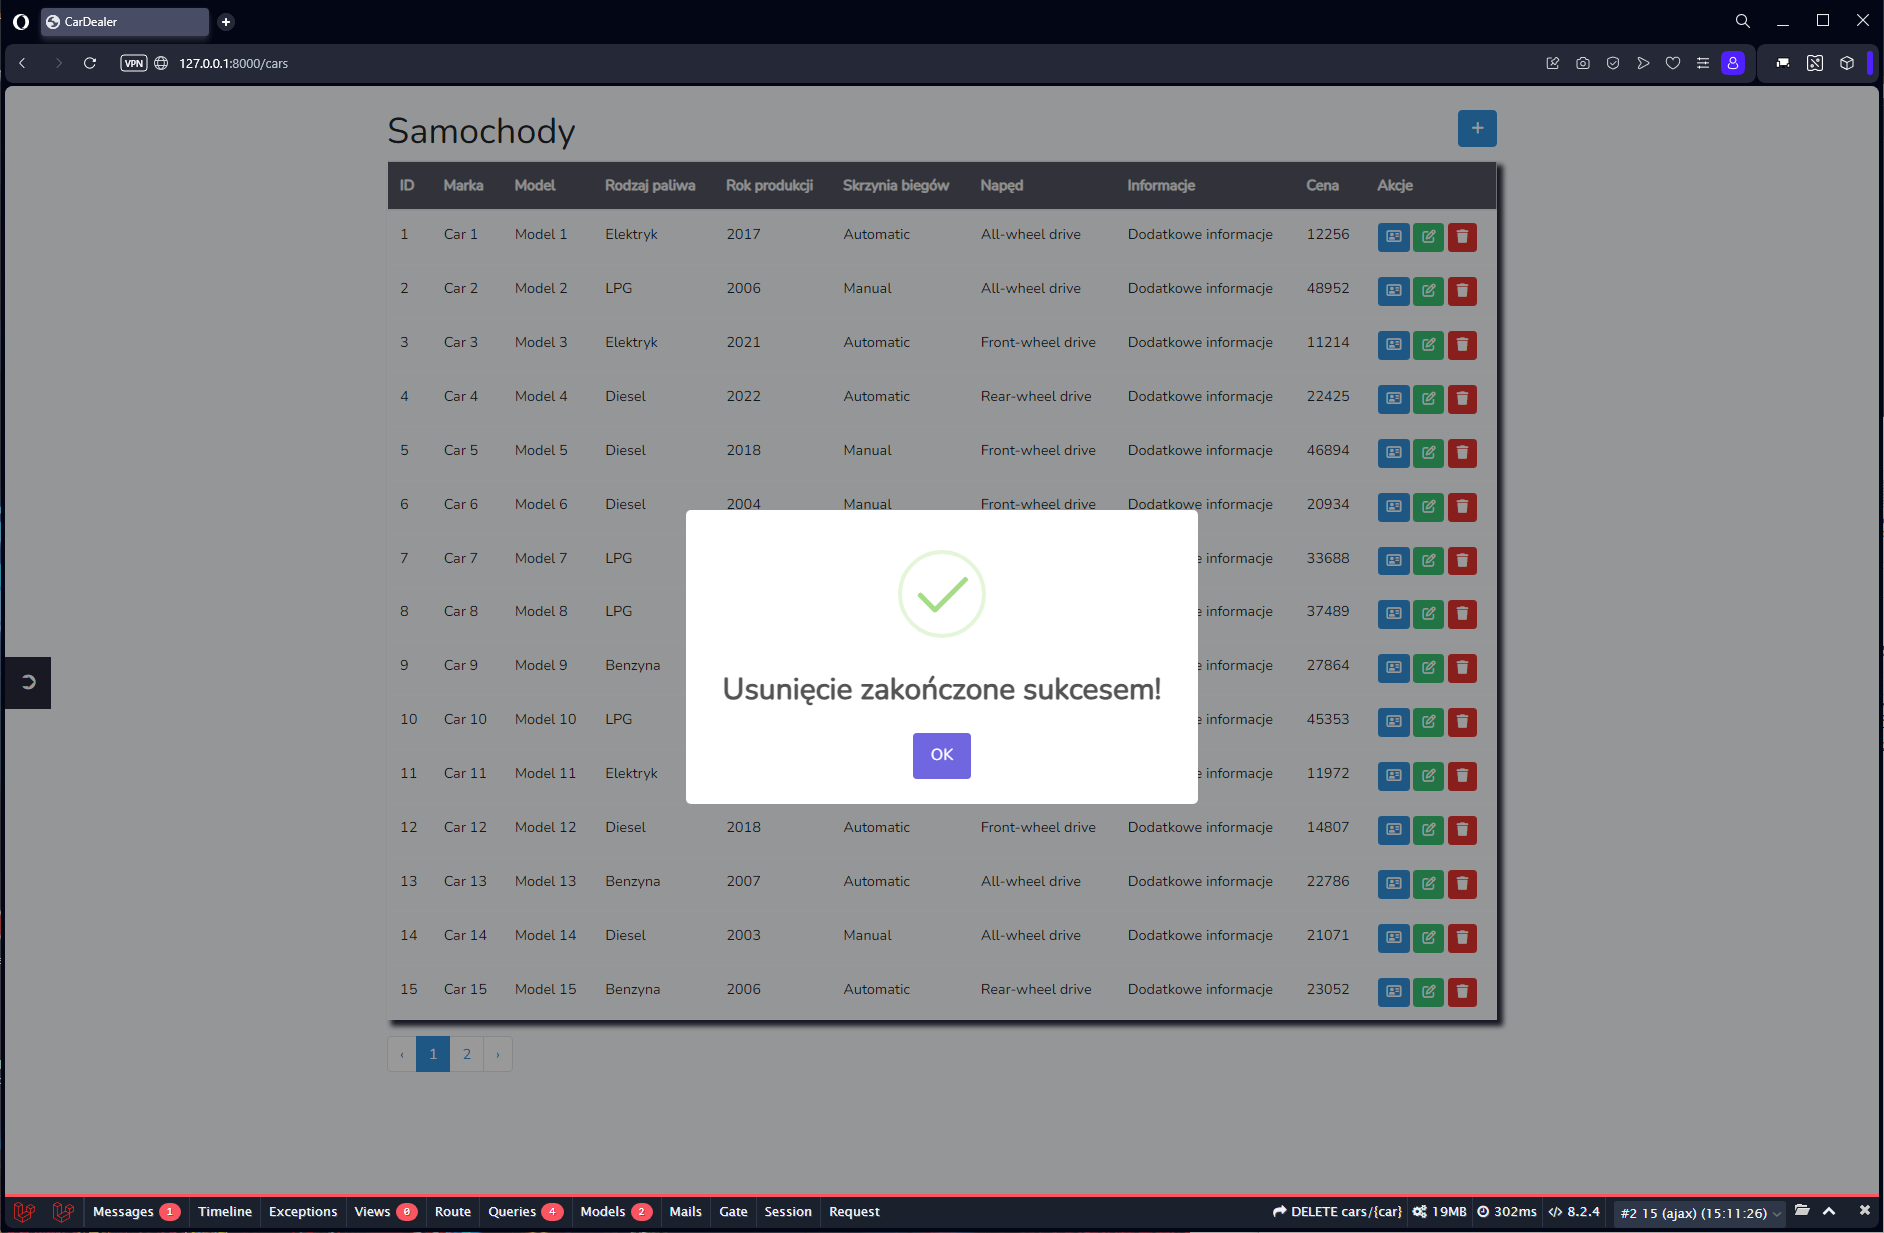 CarDealer
VPN 127.0.0.1:8000/cars
Samochody
+
ID Marka Model Rodzaj paliwa Rok produkcji Skrzynia biegów Napęd Informacje Cena Akcje
1 Car 1 Model 1 Elektryk 2017 Automatic All-wheel drive Dodatkowe informacje 12256
2 Car 2 Model 2 LPG 2006 Manual All-wheel drive Dodatkowe informacje 48952
3 Car 3 Model 3 Elektryk 2021 Automatic Front-wheel drive Dodatkowe informacje 11214
4 Car 4 Model 4 Diesel 2022 Automatic Rear-wheel drive Dodatkowe informacje 22425
5 Car 5 Model 5 Diesel 2018 Manual Front-wheel drive Dodatkowe informacje 46894
6 Car 6 Model 6 Diesel 2004 Manual Front-wheel drive Dodatkowe informacje 20934
7 Car 7 Model 7 LPG informacje 33688
8 Car 8 Model 8 LPG informacje 37489
9 Car 9 Model 9 Benzyna informacje 27864
10 Car 10 Model 10 LPG informacje 45353
11 Car 11 Model 11 Elektryk informacje 11972
12 Car 12 Model 12 Diesel 2018 Automatic Front-wheel drive Dodatkowe informacje 14807
13 Car 13 Model 13 Benzyna 2007 Automatic All-wheel drive Dodatkowe informacje 22786
14 Car 14 Model 14 Diesel 2003 Manual All-wheel drive Dodatkowe informacje 21071
15 Car 15 Model 15 Benzyna 2006 Automatic Rear-wheel drive Dodatkowe informacje 23052
Usunięcie zakończone sukcesem!
OK
‹ 1 2 ›
Messages 1 Timeline Exceptions Views 0 Route Queries 4 Models 2 Mails Gate Session Request DELETE cars/{car} 19MB 302ms 8.2.4 #2 15 (ajax) (15:11:26)